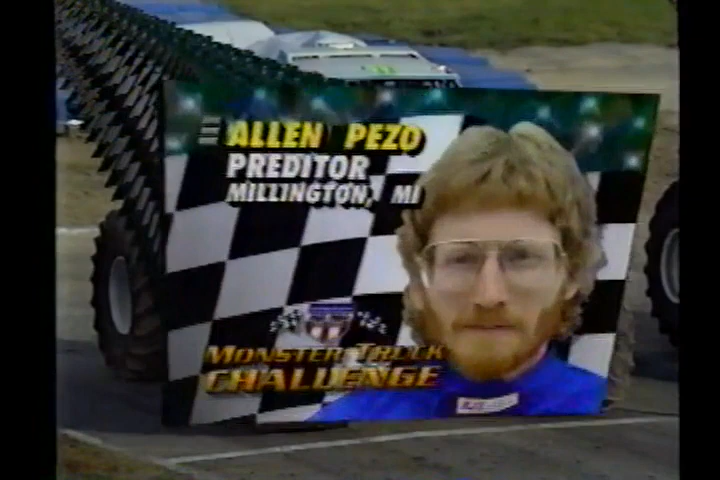 ALLEN PEZO
PREDITOR
MILLINGTON, MI
MONSTER TRUCK
CHALLENGE